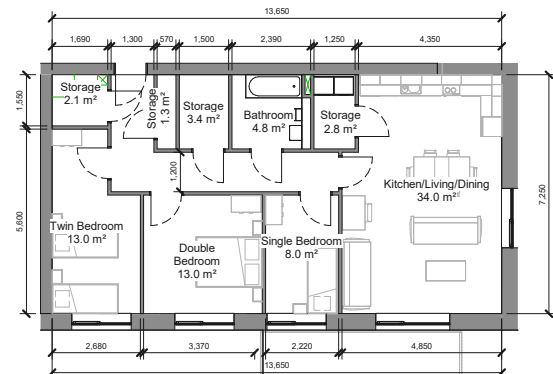 13,650
1,690 1,300 570 1,500 2,390 1,250 4,350
1,550
Storage
2.1 m²
Storage
1.3 m²
Storage
3.4 m²
Bathroom
4.8 m²
Storage
2.8 m²
1,200
Kitchen/Living/Dining
34.0 m²
7,250
5,600
Twin Bedroom
13.0 m²
Double
Bedroom
13.0 m²
Single Bedroom
8.0 m²
2,680 3,370 2,220 4,850
13,650